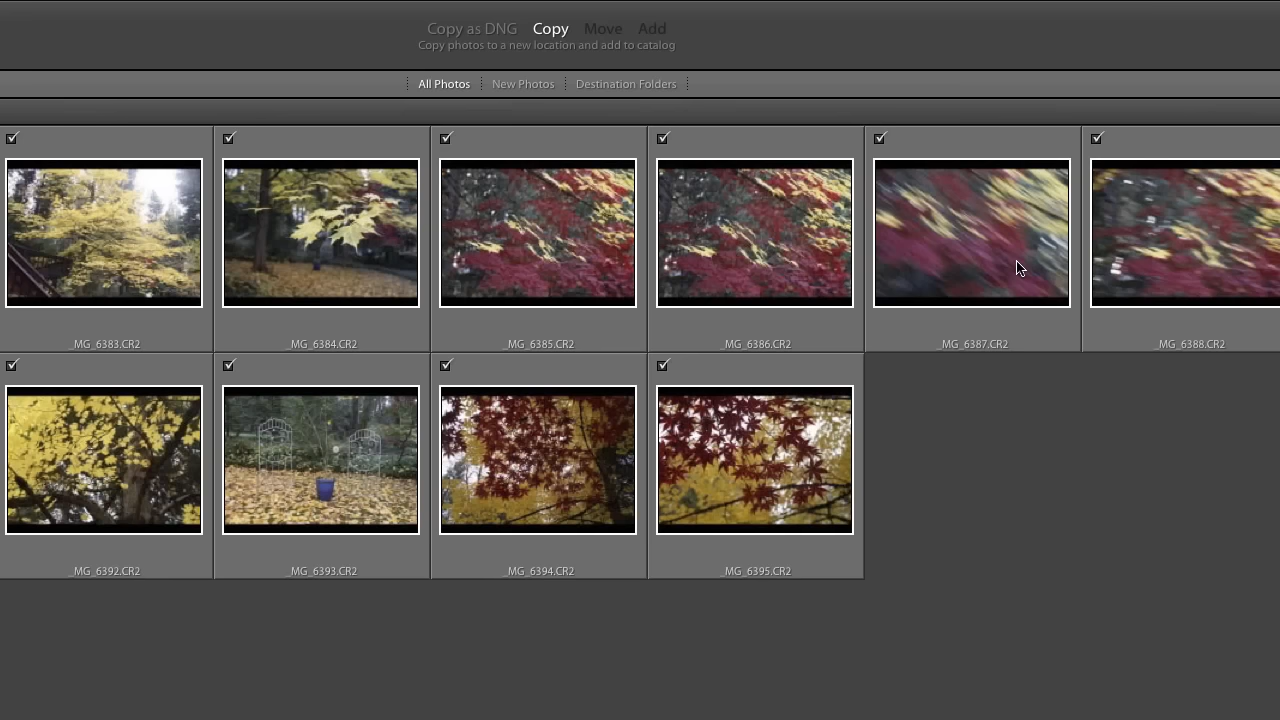 Copy as DNG Copy Move Add
Copy photos to a new location and add to catalog
All Photos New Photos Destination Folders
_MG_6383.CR2 _MG_6384.CR2 _MG_6385.CR2 _MG_6386.CR2 _MG_6387.CR2 _MG_6388.CR2
_MG_6392.CR2 _MG_6393.CR2 _MG_6394.CR2 _MG_6395.CR2